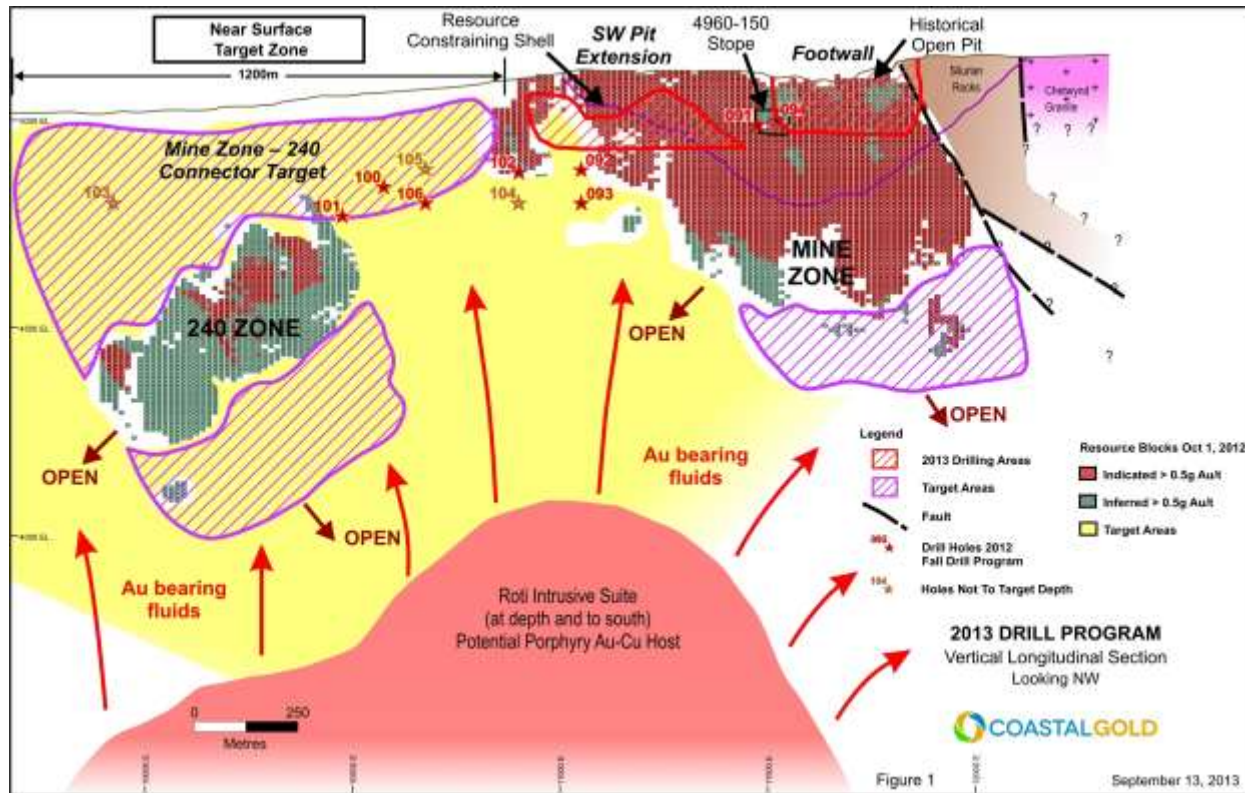 Near Surface
Target Zone
1200m
Resource
Constraining Shell
SW Pit
Extension
4960-150
Stope
Footwall
Historical
Open Pit
Silurian
Rocks
Chetwynd
Granite
Mine Zone – 240
Connector Target
091
094
105
100
106
103
101
102
104
092
093
MINE
ZONE
240 ZONE
OPEN
OPEN
OPEN
OPEN
Au bearing
fluids
Au bearing
fluids
Roti Intrusive Suite
(at depth and to south)
Potential Porphyry Au-Cu Host
0
250
Metres
Legend
2013 Drilling Areas
Target Areas
Fault
Drill Holes 2012
Fall Drill Program
104
Holes Not To Target Depth
Resource Blocks Oct 1, 2012
Indicated > 0.5g Au/t
Inferred > 0.5g Au/t
Target Areas
2013 DRILL PROGRAM
Vertical Longitudinal Section
Looking NW
COASTALGOLD
Figure 1
September 13, 2013
? ? ?
?
?
?
?
?
?
?